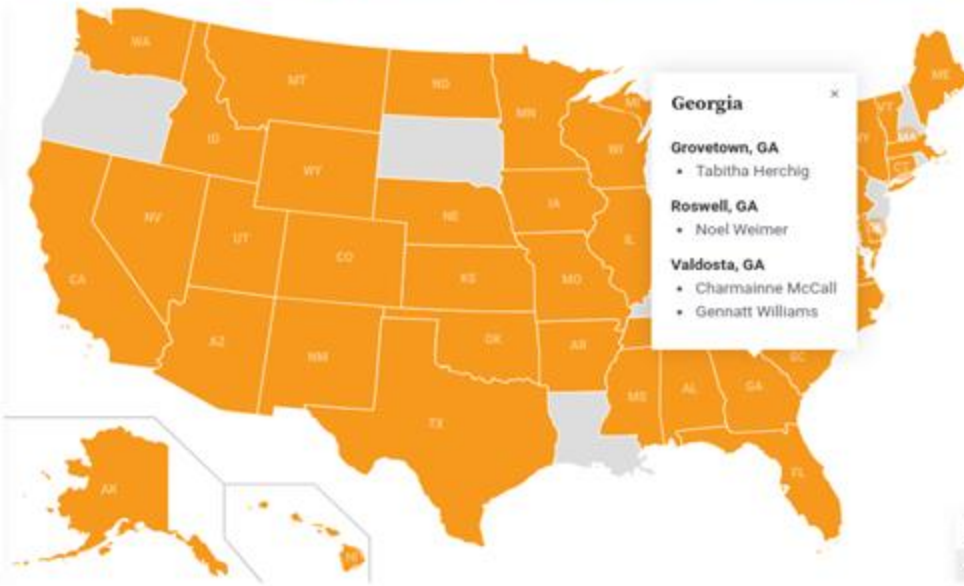 WA
MT
ND
MN
MI
ME
VT
ID
WY
WI
NY
MA
CT
NV
UT
CO
NE
IA
IL
CA
KS
MO
AZ
NM
OK
AR
SC
MS
AL
GA
TX
FL
AK
HI
Georgia
×
Grovetown, GA
• Tabitha Herchig
Roswell, GA
• Noel Weimer
Valdosta, GA
• Charmainne McCall
• Gennatt Williams